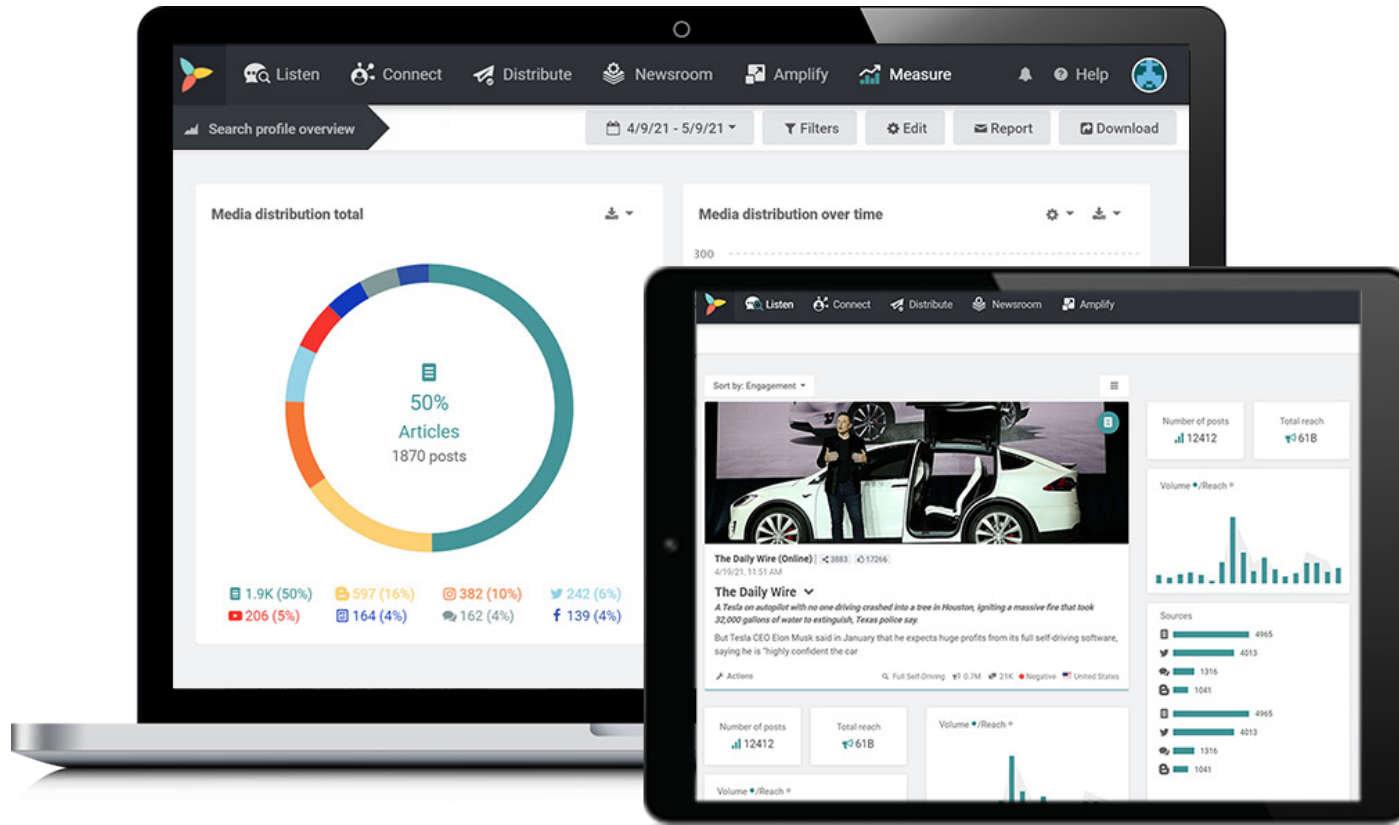 Listen Connect Distribute Newsroom Amplify Measure Help
Search profile overview 4/9/21 - 5/9/21 Filters Edit Report Download
Media distribution total
50%
Articles
1870 posts
1.9K (50%) 597 (16%) 382 (10%) 242 (6%)
206 (5%) 164 (4%) 162 (4%) 139 (4%)
Media distribution over time
300
Listen Connect Distribute Newsroom Amplify
Sort by: Engagement
The Daily Wire (Online) 3883 17266
4/19/21, 11:51 AM
The Daily Wire
A Tesla on autopilot with no one driving crashed into a tree in Houston, igniting a massive fire that took
32,000 gallons of water to extinguish, Texas police say.
But Tesla CEO Elon Musk said in January that he expects huge profits from its full self-driving software,
saying he is "highly confident the car
Actions Full Self-Driving 0.7M 21K Negative United States
Number of posts
12412
Total reach
61B
Volume /Reach
Sources
4965
4013
1316
1041
4965
4013
1316
1041
Number of posts
12412
Total reach
61B
Volume /Reach
Volume /Reach